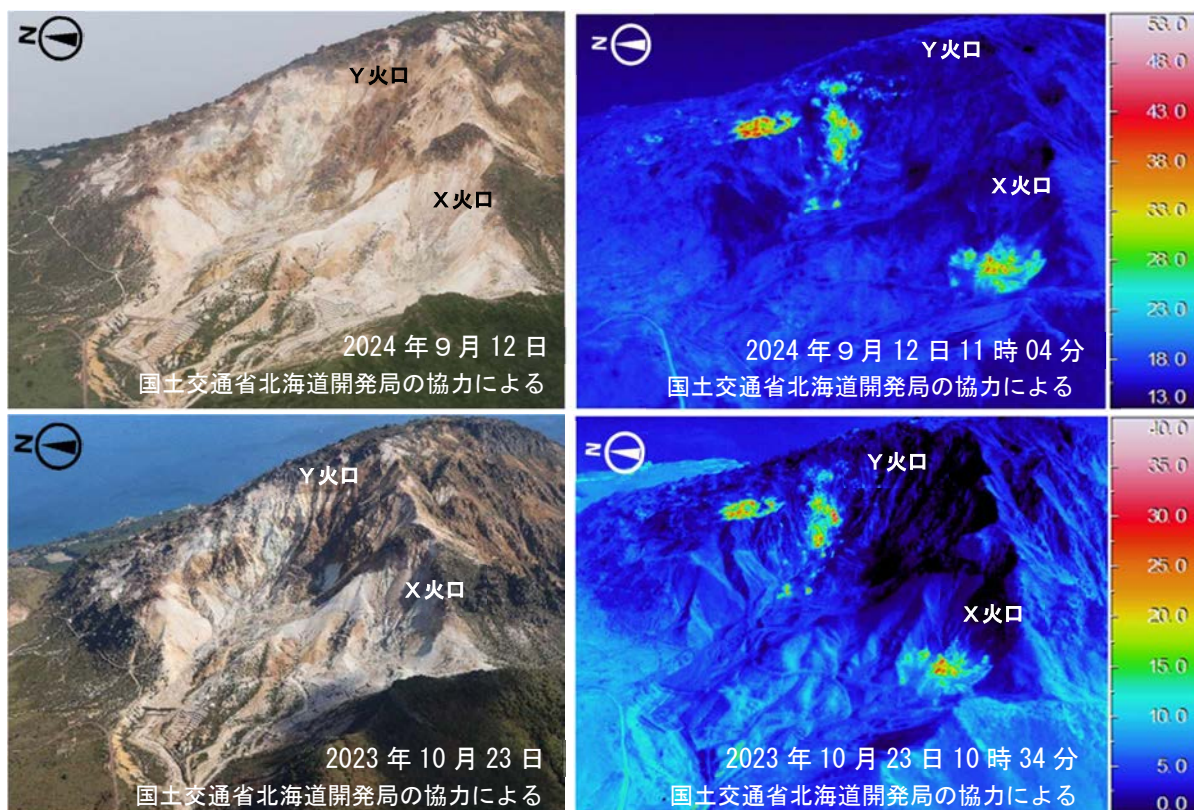 N
Y火口
X火口
2024年9月12日
国土交通省北海道開発局の協力による
N
Y火口
X火口
2024年9月12日11時04分
国土交通省北海道開発局の協力による
53.0
48.0
43.0
38.0
33.0
28.0
23.0
18.0
13.0
N
Y火口
X火口
2023年10月23日
国土交通省北海道開発局の協力による
N
Y火口
X火口
2023年10月23日10時34分
国土交通省北海道開発局の協力による
40.0
35.0
30.0
25.0
20.0
15.0
10.0
5.0
0.0